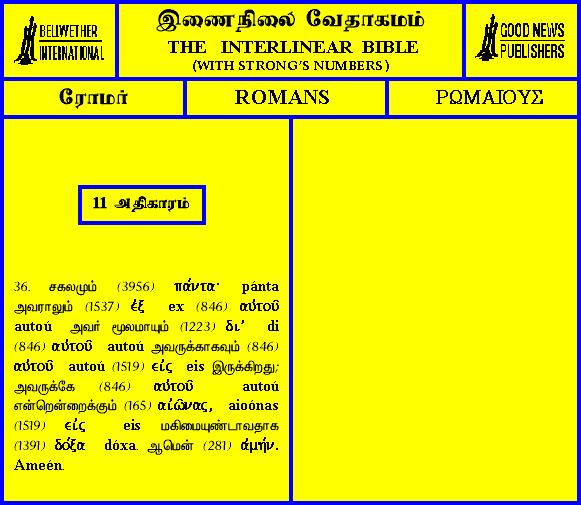 BELLWETHER
INTERNATIONAL
இணைநிலை வேதாகமம்
THE INTERLINEAR BIBLE
(WITH STRONG'S NUMBERS)
GOOD NEWS
PUBLISHERS
ரோமர்
ROMANS
ΡΩΜΑΙΟΥΣ
11 அதிகாரம்
36. சகலமும் (3956) πάντα· pánta
அவராலும் (1537) ἐξ ex (846) αὐτοῦ
autoú அவர் மூலமாயும் (1223) δι’ di
(846) αὐτοῦ autoú அவருக்காகவும் (846)
αὐτοῦ autoú (1519) εἰς eis இருக்கிறது;
அவருக்கே (846) αὐτοῦ autoú
என்றென்றைக்கும் (165) αἰῶνας, aioónas
(1519) εἰς eis மகிமையுண்டாவதாக
(1391) δόξα dóxa. ஆமென் (281) ἀμήν.
Ameén.